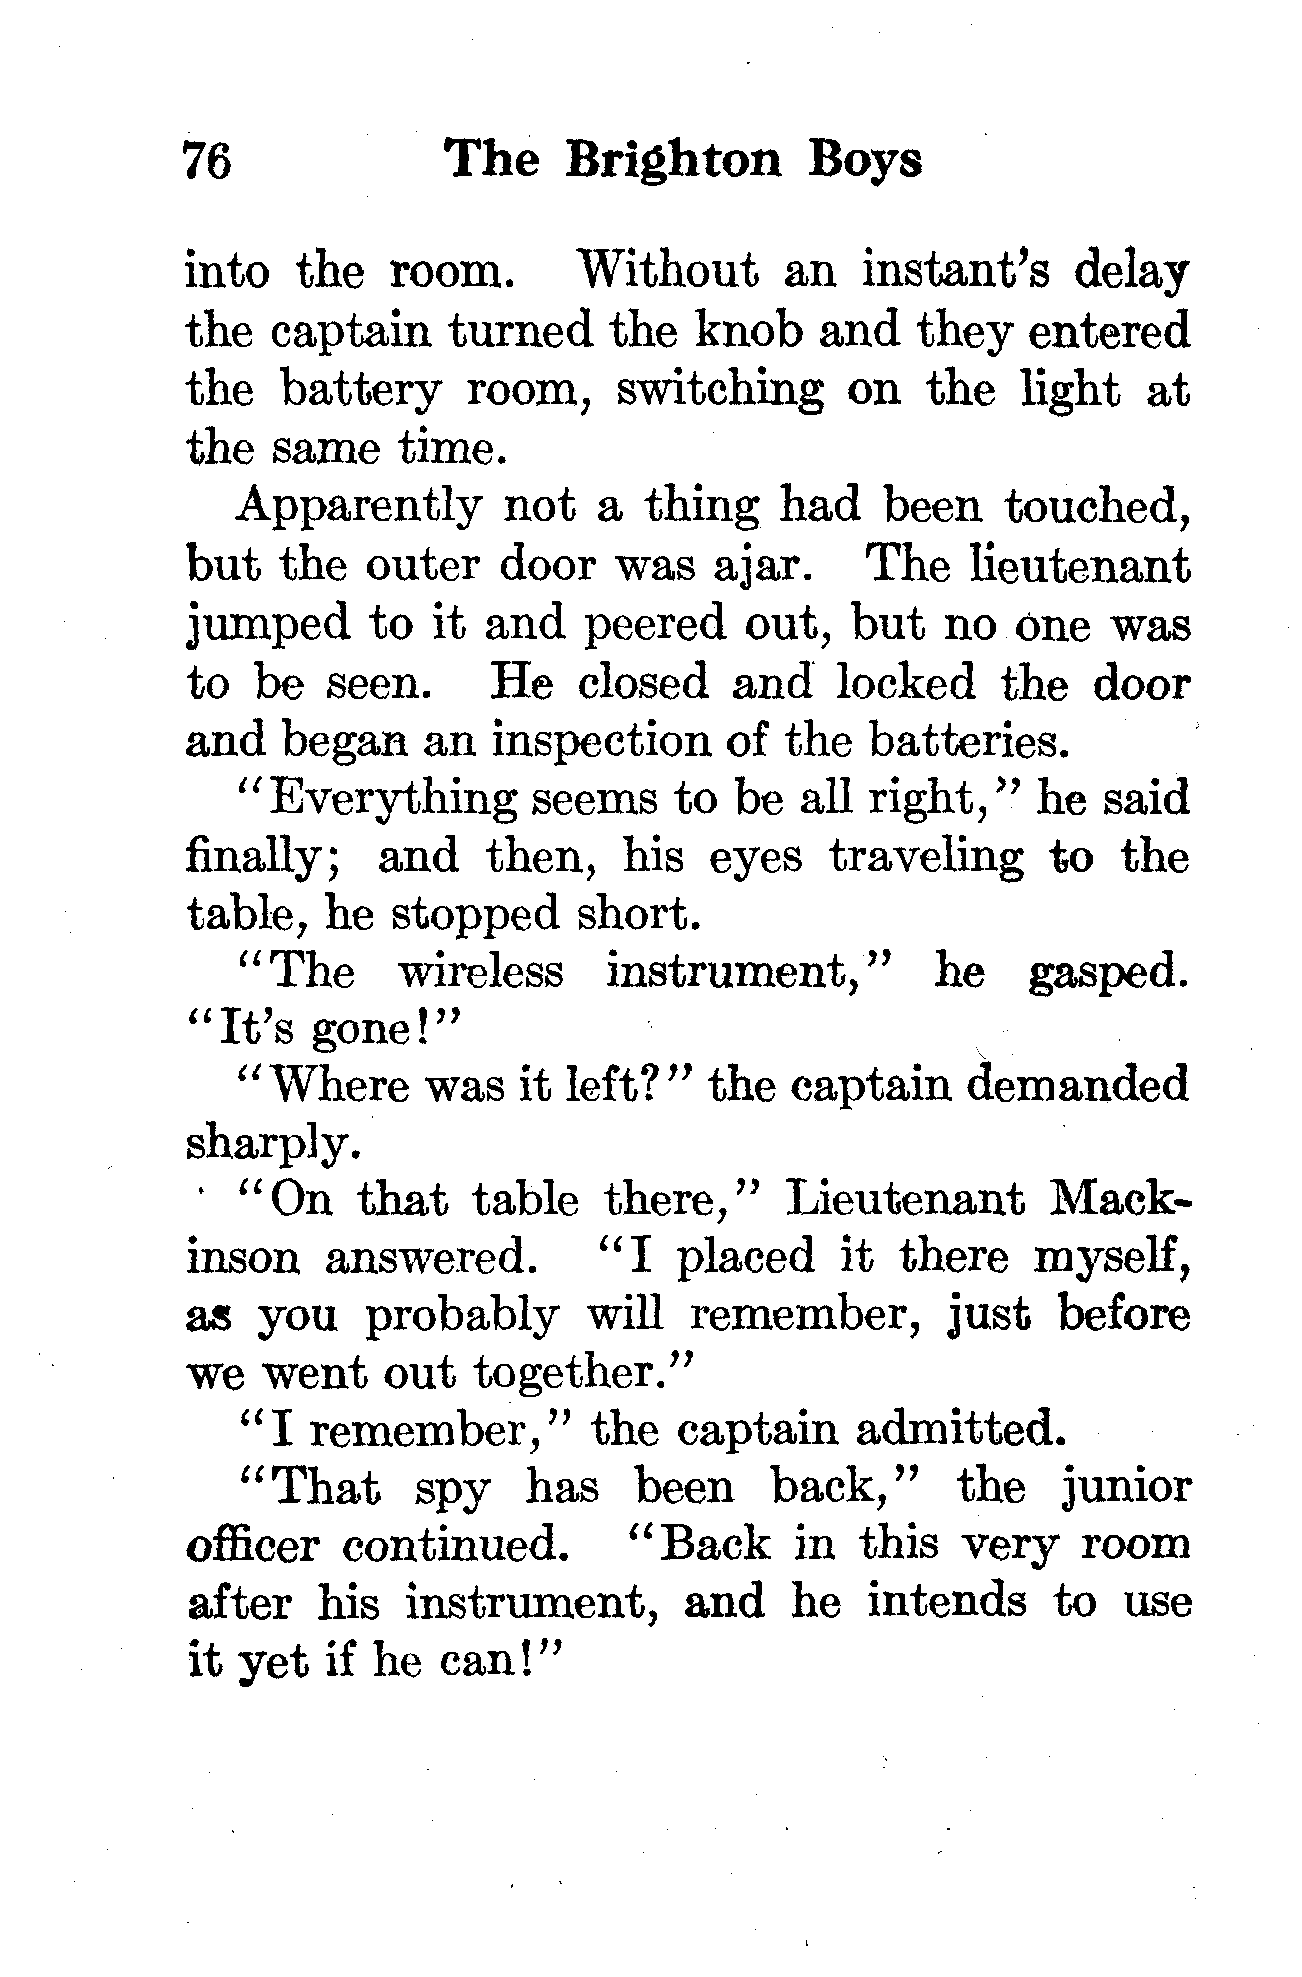 76 The Brighton Boys
into the room. Without an instant's delay
the captain turned the knob and they entered
the battery room, switching on the light at
the same time.
Apparently not a thing had been touched,
but the outer door was ajar. The lieutenant
jumped to it and peered out, but no one was
to be seen. He closed and locked the door
and began an inspection of the batteries.
"Everything seems to be all right," he said
finally; and then, his eyes traveling to the
table, he stopped short.
"The wireless instrument," he gasped.
"It's gone!"
"Where was it left?" the captain demanded
sharply.
"On that table there," Lieutenant Mack-
inson answered. "I placed it there myself,
as you probably will remember, just before
we went out together."
"I remember," the captain admitted.
"That spy has been back," the junior
officer continued. "Back in this very room
after his instrument, and he intends to use
it yet if he can!"